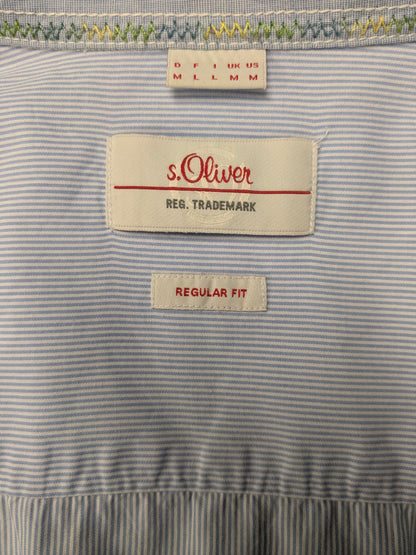 D F I UK US
M L L M M
s.Oliver
REG. TRADEMARK
REGULAR FIT